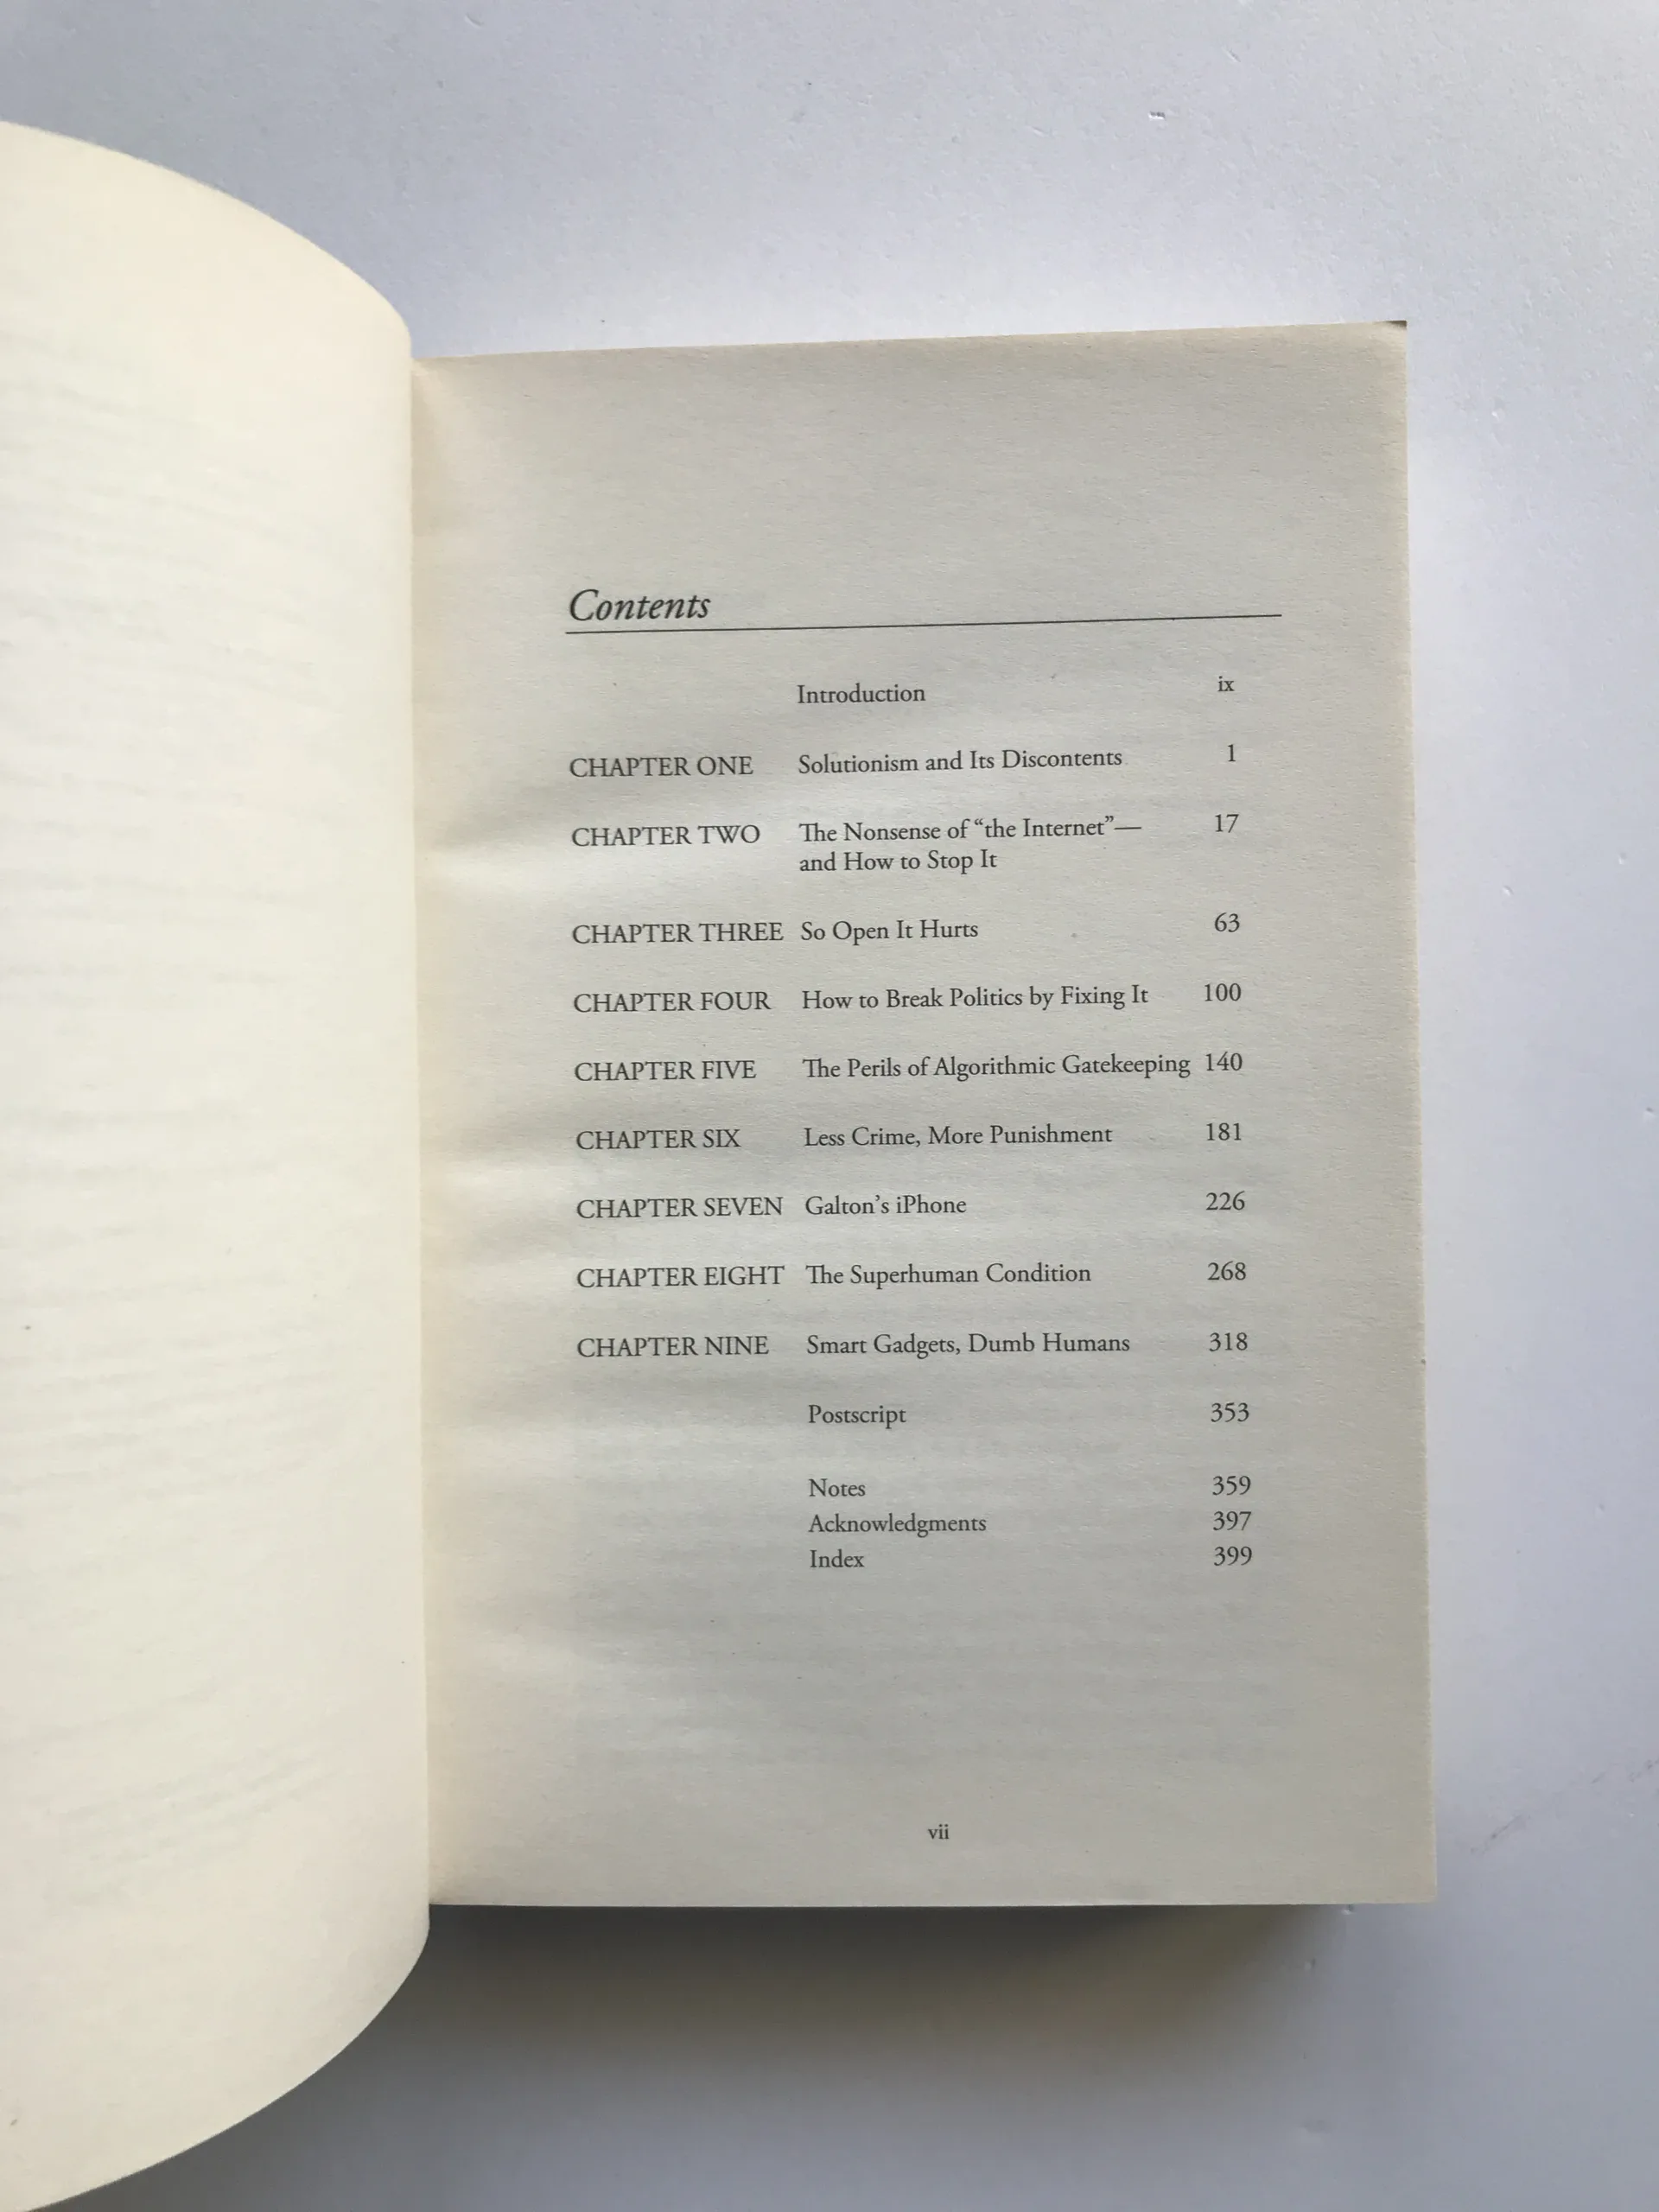 Contents
Introduction ix
CHAPTER ONE Solutionism and Its Discontents 1
CHAPTER TWO The Nonsense of “the Internet”— 17
and How to Stop It
CHAPTER THREE So Open It Hurts 63
CHAPTER FOUR How to Break Politics by Fixing It 100
CHAPTER FIVE The Perils of Algorithmic Gatekeeping 140
CHAPTER SIX Less Crime, More Punishment 181
CHAPTER SEVEN Galton’s iPhone 226
CHAPTER EIGHT The Superhuman Condition 268
CHAPTER NINE Smart Gadgets, Dumb Humans 318
Postscript 353
Notes 359
Acknowledgments 397
Index 399
vii